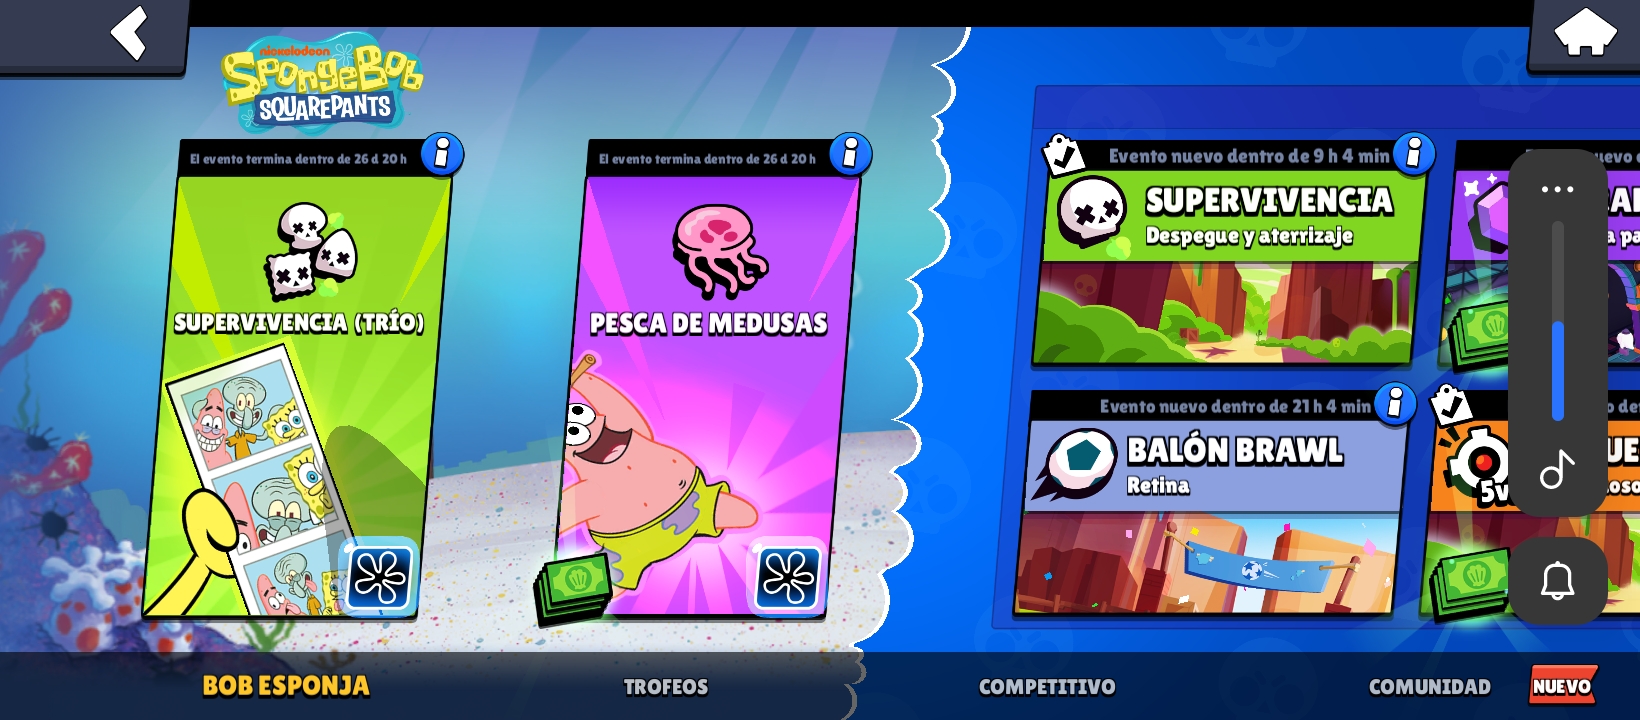 nickelodeon
SpongeBob
SQUAREPANTS
El evento termina dentro de 26 d 20 h
SUPERVIVENCIA (TRÍO)
El evento termina dentro de 26 d 20 h
PESCA DE MEDUSAS
Evento nuevo dentro de 9 h 4 min
SUPERVIVENCIA
Despegue y aterrizaje
Evento nuevo dentro de 21 h 4 min
BALÓN BRAWL
Retina
BOB ESPONJA
TROFEOS
COMPETITIVO
COMUNIDAD
NUEVO